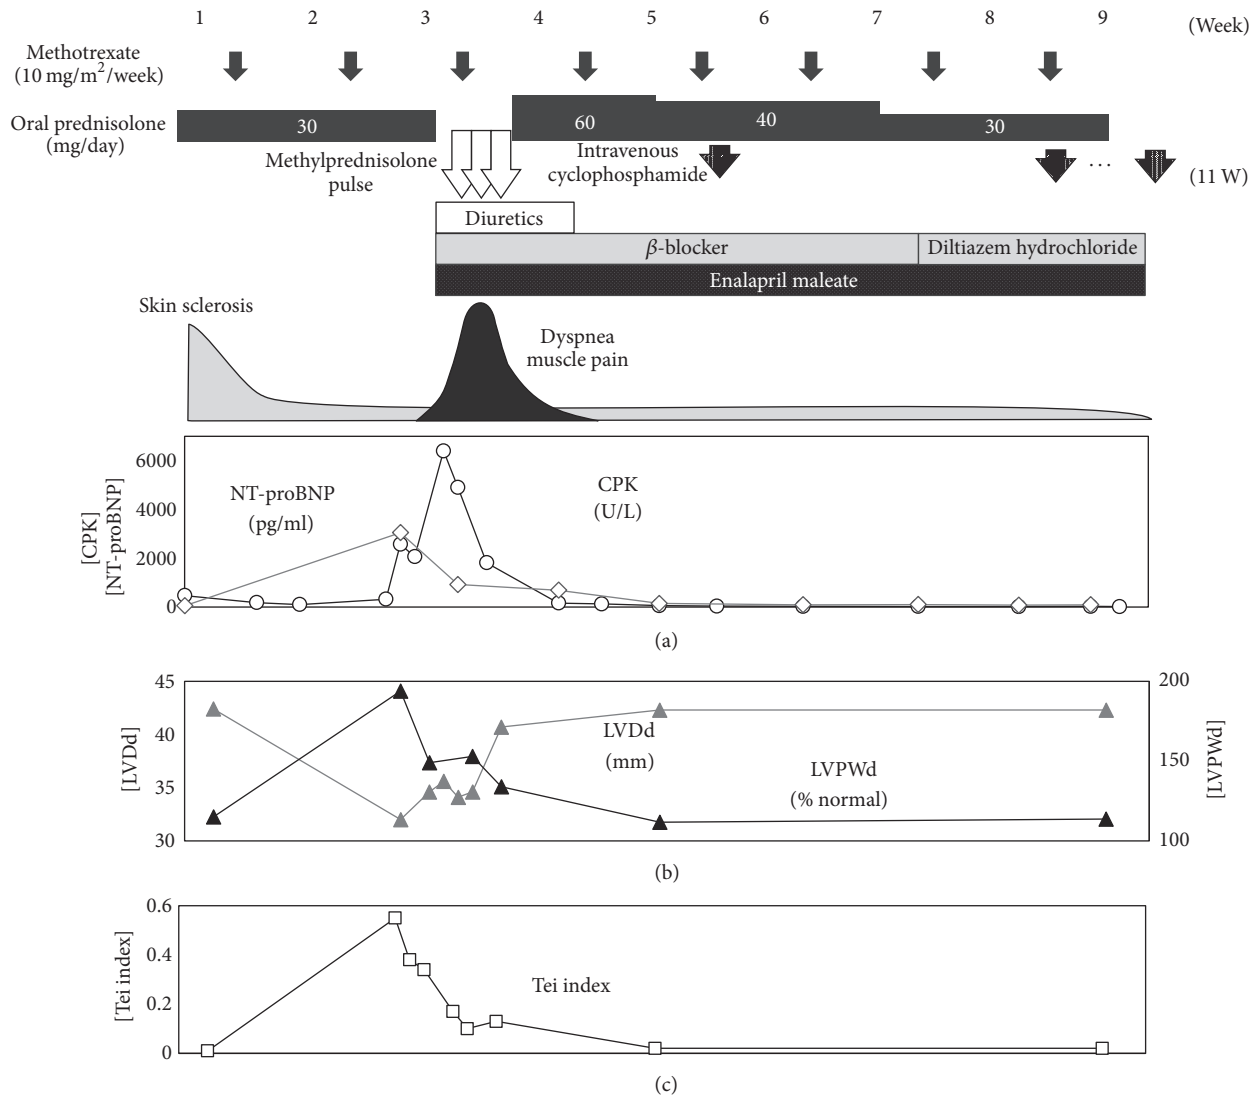 1 2 3 4 5 6 7 8 9 (Week)
Methotrexate
(10 mg/m²/week)
Oral prednisolone
(mg/day)
30 60 40 30
Methylprednisolone
pulse
Intravenous
cyclophosphamide
... (11 W)
Diuretics
β-blocker Diltiazem hydrochloride
Enalapril maleate
Skin sclerosis
Dyspnea
muscle pain
[CPK]
[NT-proBNP]
6000
4000
2000
0
NT-proBNP
(pg/ml)
CPK
(U/L)
(a)
[LVDd]
45
40
35
30
LVDd
(mm)
LVPWd
(% normal)
200
150
100
[LVPWd]
(b)
[Tei index]
0.6
0.4
0.2
0
Tei index
(c)